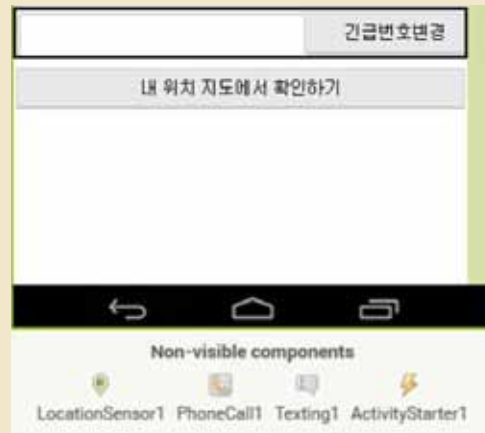 긴급번호변경
내 위치 지도에서 확인하기
Non-visible components
LocationSensor1 PhoneCall1 Texting1 ActivityStarter1